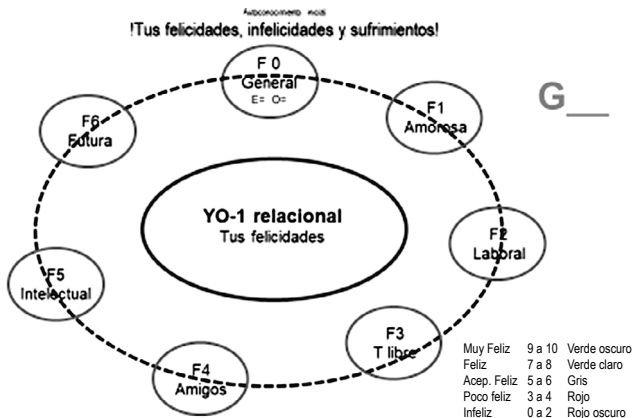 Autoconocimiento inicial
!Tus felicidades, infelicidades y sufrimientos!
F 0
General
E= O=
G__
F1
Amorosa
F6
Futura
YO-1 relacional
Tus felicidades
F2
Laboral
F5
Intelectual
F3
T libre
F4
Amigos
Muy Feliz 9 a 10 Verde oscuro
Feliz 7 a 8 Verde claro
Acep. Feliz 5 a 6 Gris
Poco feliz 3 a 4 Rojo
Infeliz 0 a 2 Rojo oscuro